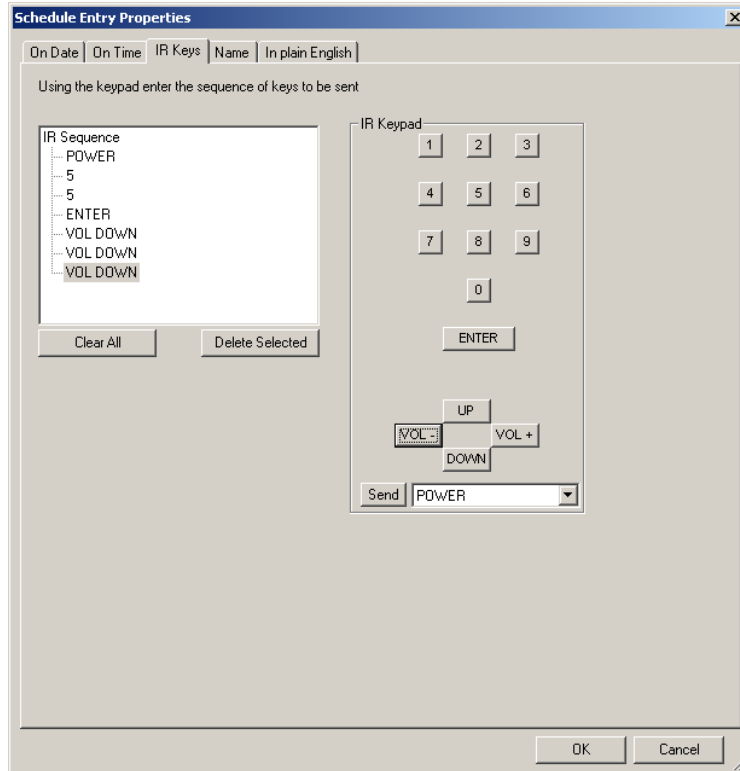 Schedule Entry Properties
On Date On Time IR Keys Name In plain English
Using the keypad enter the sequence of keys to be sent
IR Sequence
POWER
5
5
ENTER
VOL DOWN
VOL DOWN
VOL DOWN
Clear All Delete Selected
IR Keypad
1 2 3
4 5 6
7 8 9
0
ENTER
UP
VOL - VOL +
DOWN
Send POWER
OK Cancel